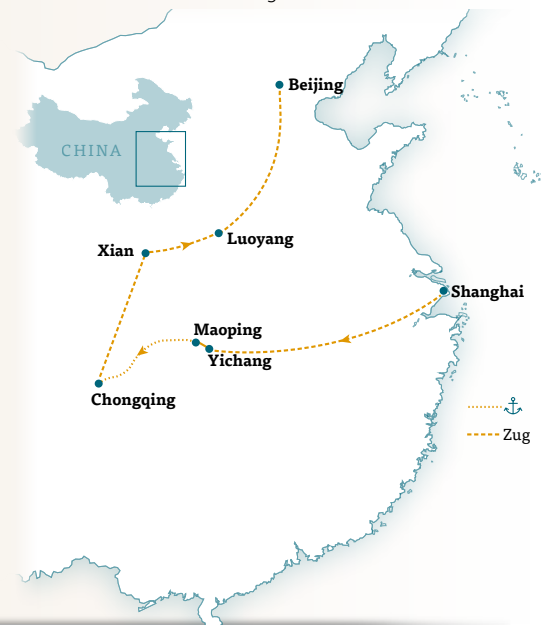 Beijing
CHINA
Luoyang
Xian
Shanghai
Maoping
Yichang
Chongqing
Zug